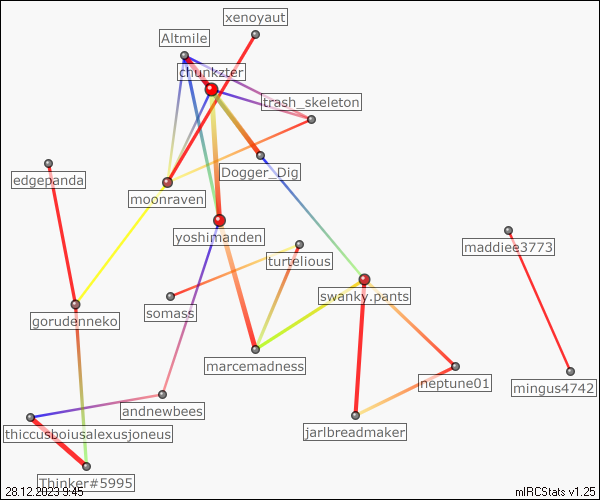 xenoyaut
Altmile
chunkzter
trash_skeleton
Dogger_Dig
edgepanda
moonraven
yoshimanden
maddiee3773
turtelious
swanky.pants
somass
gorudenneko
marcemadness
neptune01
mingus4742
andnewbees
thiccusboiusalexusjoneus
jarlbreadmaker
Thinker#5995
28.12.2023 9:45
mIRCStats v1.25